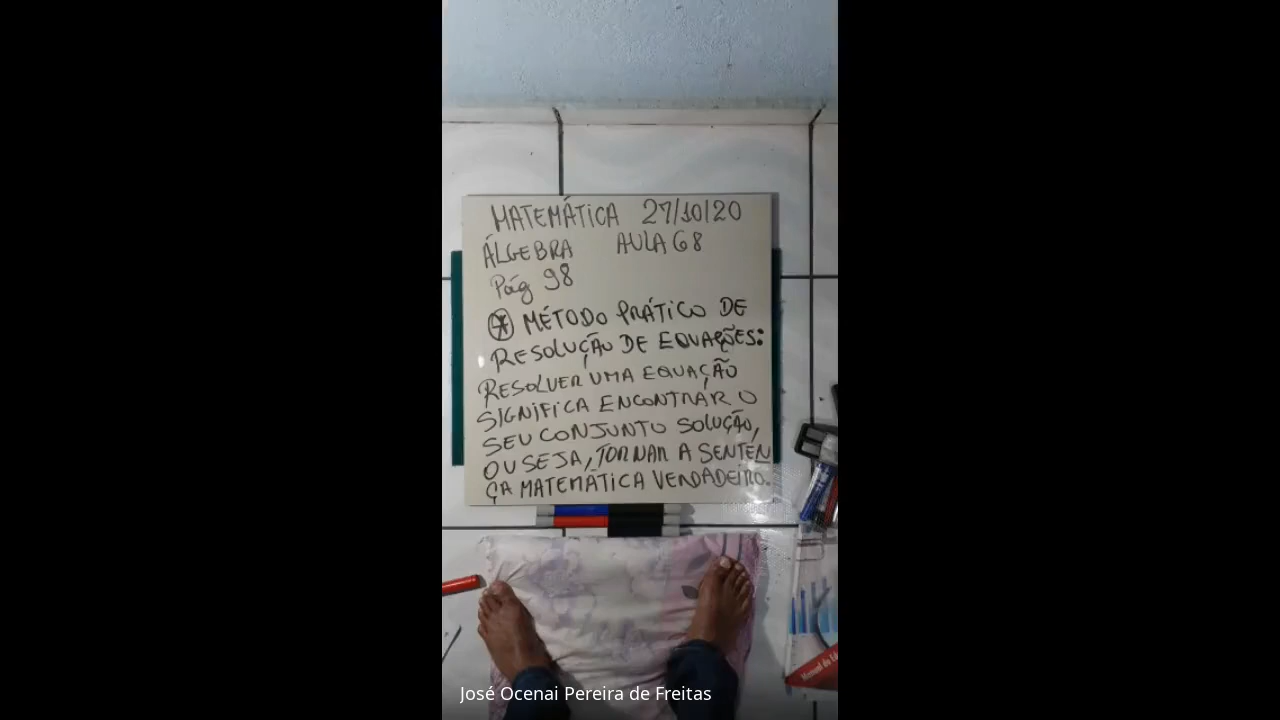 MATEMÁTICA 27/10/20
ÁLGEBRA AULA 68
Pág 98
* MÉTODO PRÁTICO DE
RESOLUÇÃO DE EQUAÇÕES:
RESOLVER UMA EQUAÇÃO
SIGNIFICA ENCONTRAR O
SEU CONJUNTO SOLUÇÃO,
OU SEJA, TORNAR A SENTEN
ÇA MATEMÁTICA VERDADEIRO.
José Ocenai Pereira de Freitas